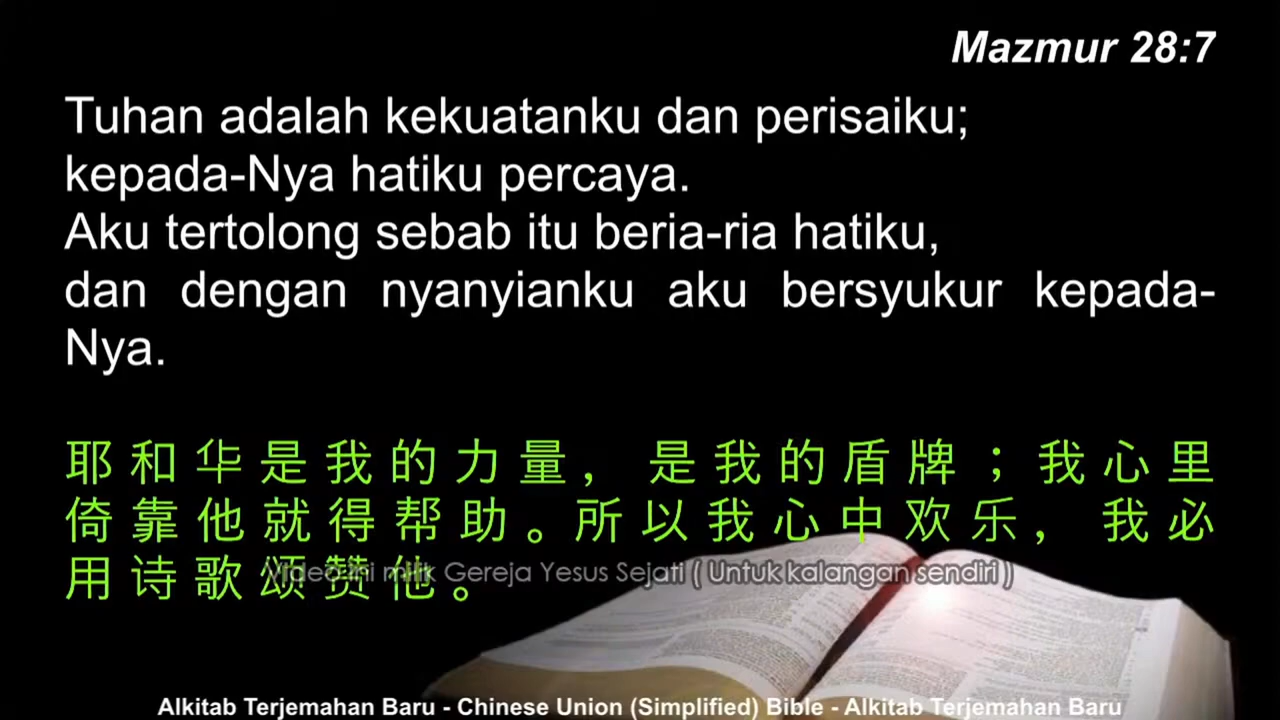 Mazmur 28:7
Tuhan adalah kekuatanku dan perisaiku;
kepada-Nya hatiku percaya.
Aku tertolong sebab itu beria-ria hatiku,
dan dengan nyanyianku aku bersyukur kepada-
Nya.
耶和华是我的力量，是我的盾牌；我心里
倚靠他就得帮助。所以我心中欢乐，我必
用诗歌颂赞他。
Video ini milik Gereja Yesus Sejati ( Untuk kalangan sendiri )
Alkitab Terjemahan Baru - Chinese Union (Simplified) Bible - Alkitab Terjemahan Baru